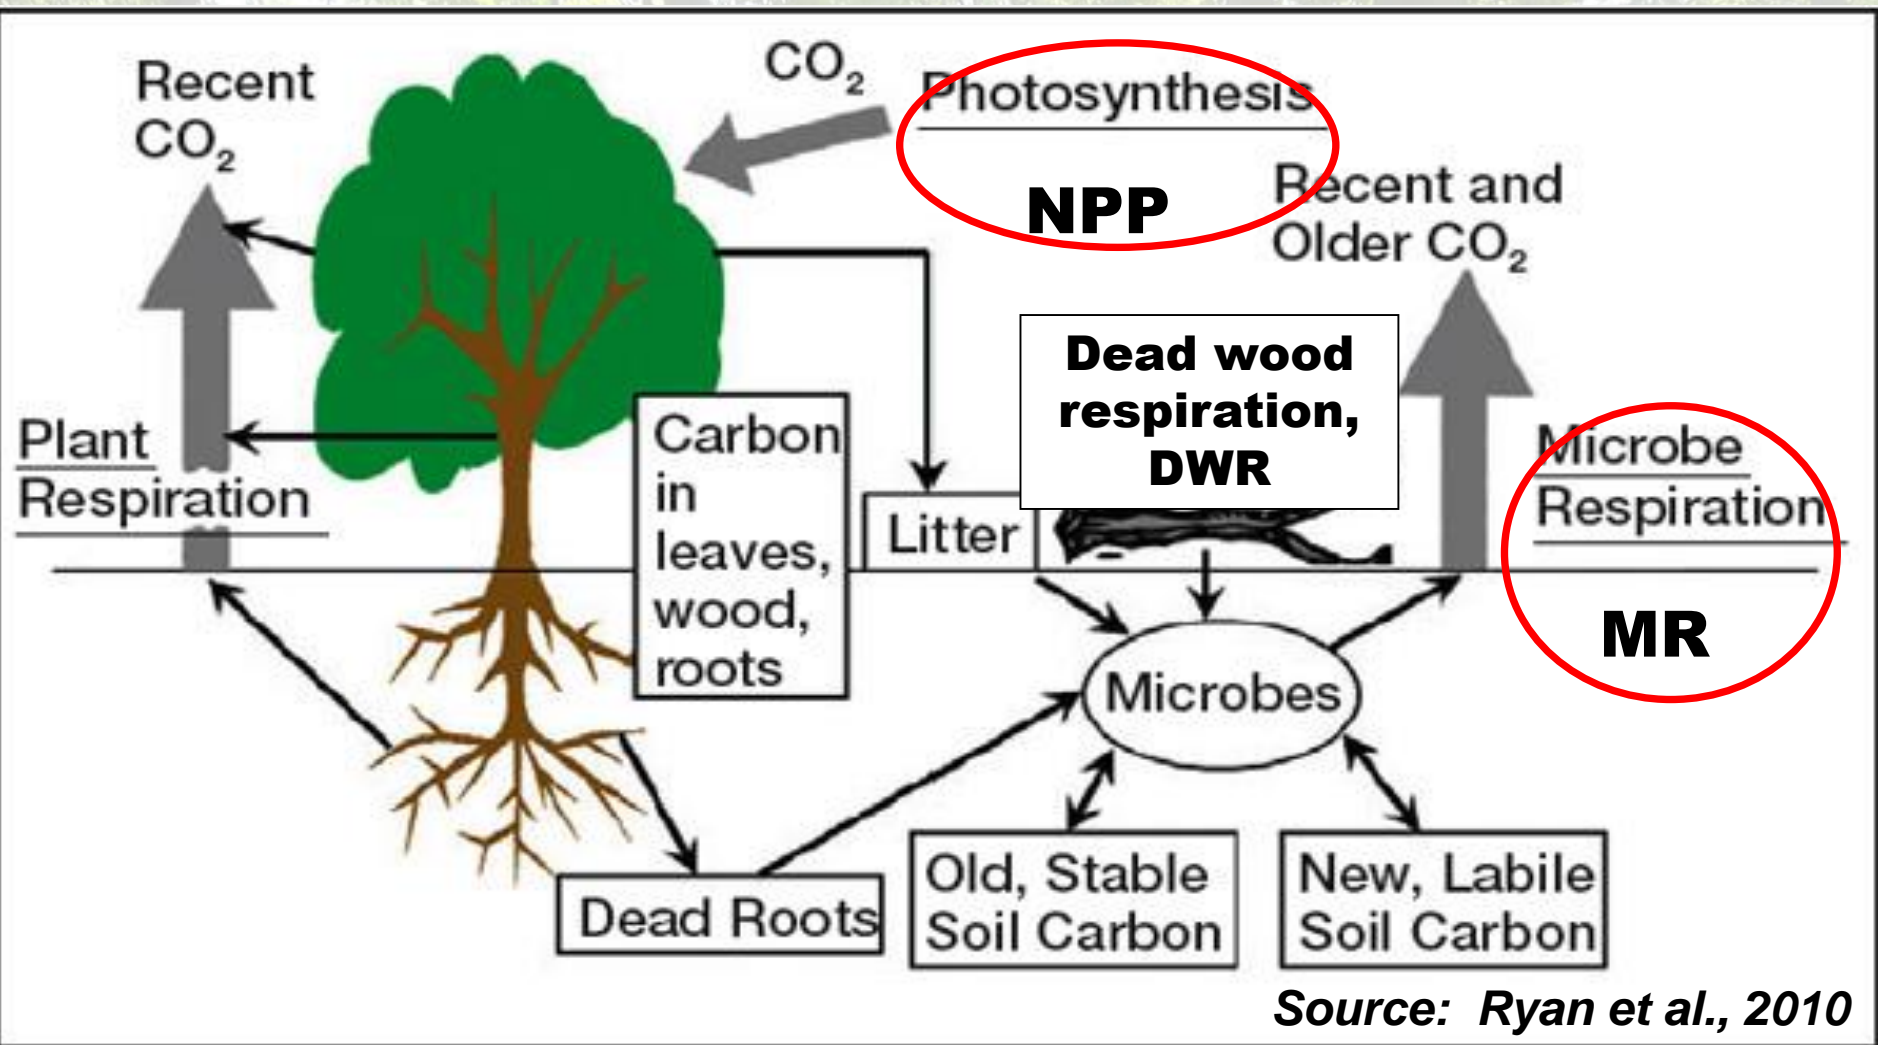 Recent
CO₂
CO₂
Photosynthesis
NPP
Recent and
Older CO₂
Dead wood
respiration,
DWR
Plant
Respiration
Carbon
in
leaves,
wood,
roots
Litter
Microbe
Respiration
MR
Microbes
Dead Roots
Old, Stable
Soil Carbon
New, Labile
Soil Carbon
Source: Ryan et al., 2010